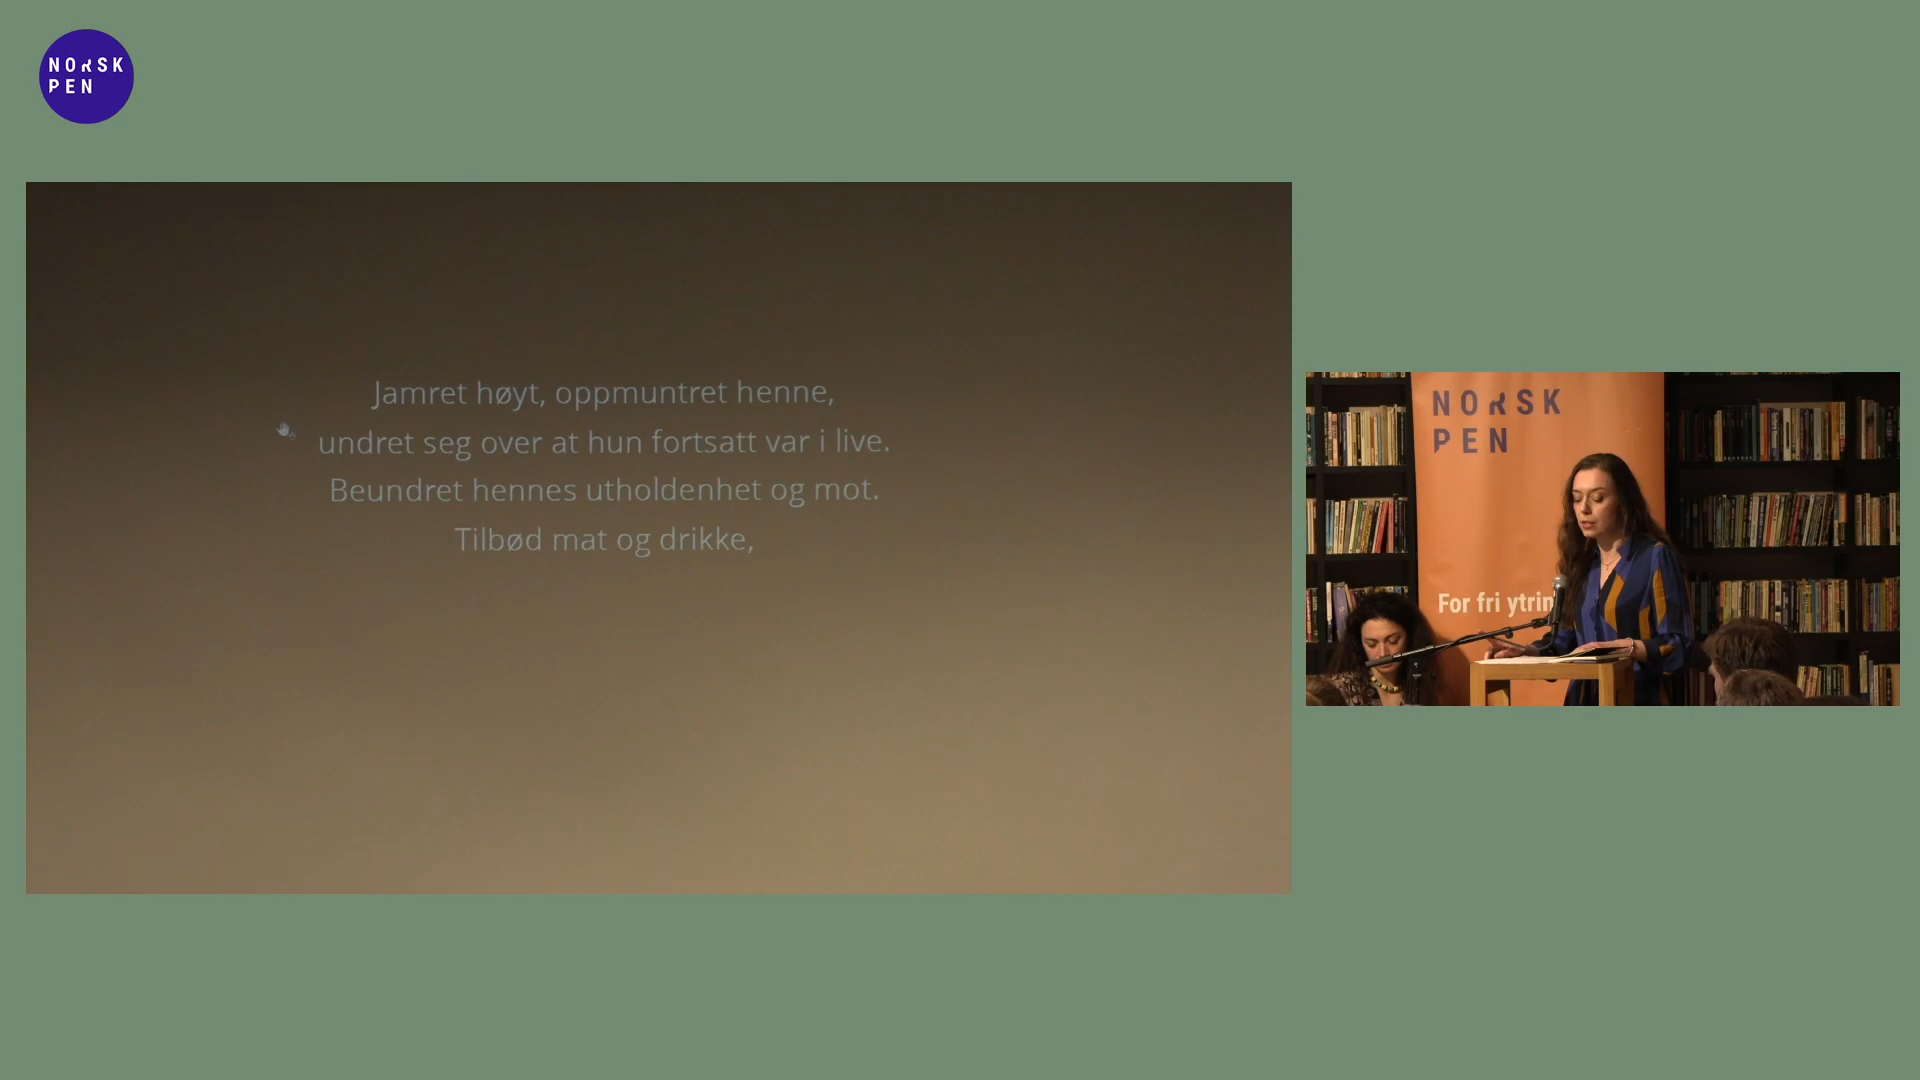 NORSK
PEN
Jamret høyt, oppmuntret henne,
undret seg over at hun fortsatt var i live.
Beundret hennes utholdenhet og mot.
Tilbød mat og drikke,
NORSK
PEN
For fri ytrin